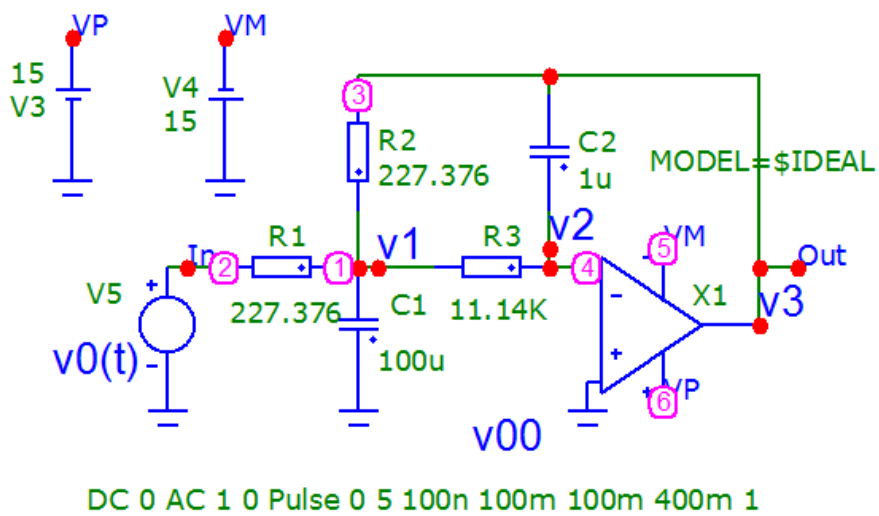 VP
VM
15
V3
V4
15
3
R2
227.376
C2
1u
MODEL=$IDEAL
v2
VM
5
In
R1
v1
R3
Out
2
1
4
V5
X1
v3
227.376
C1
11.14K
v0(t)
100u
VP
6
v00
DC 0 AC 1 0 Pulse 0 5 100n 100m 100m 400m 1